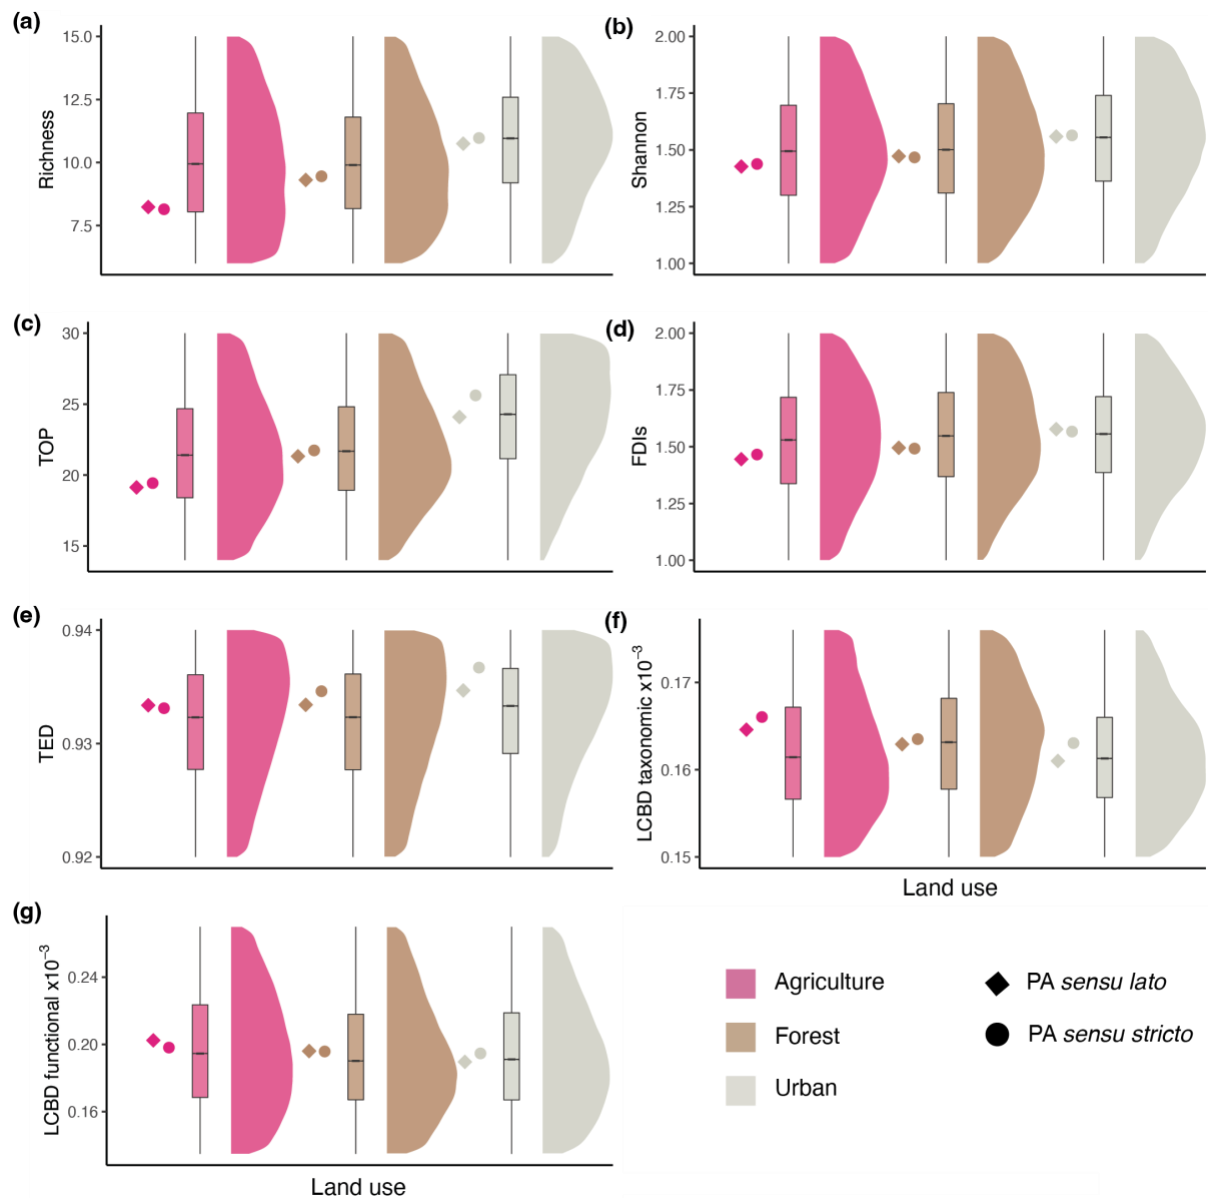 (a)
15.0
12.5
10.0
7.5
Richness
(b)
2.00
1.75
1.50
1.25
1.00
Shannon
(c)
30
25
20
15
TOP
(d)
2.00
1.75
1.50
1.25
1.00
FDIs
(e)
0.94
0.93
0.92
TED
(f)
0.17
0.16
0.15
LCBD taxonomic x10⁻³
Land use
(g)
0.24
0.20
0.16
LCBD functional x10⁻³
Land use
Agriculture
Forest
Urban
PA sensu lato
PA sensu stricto